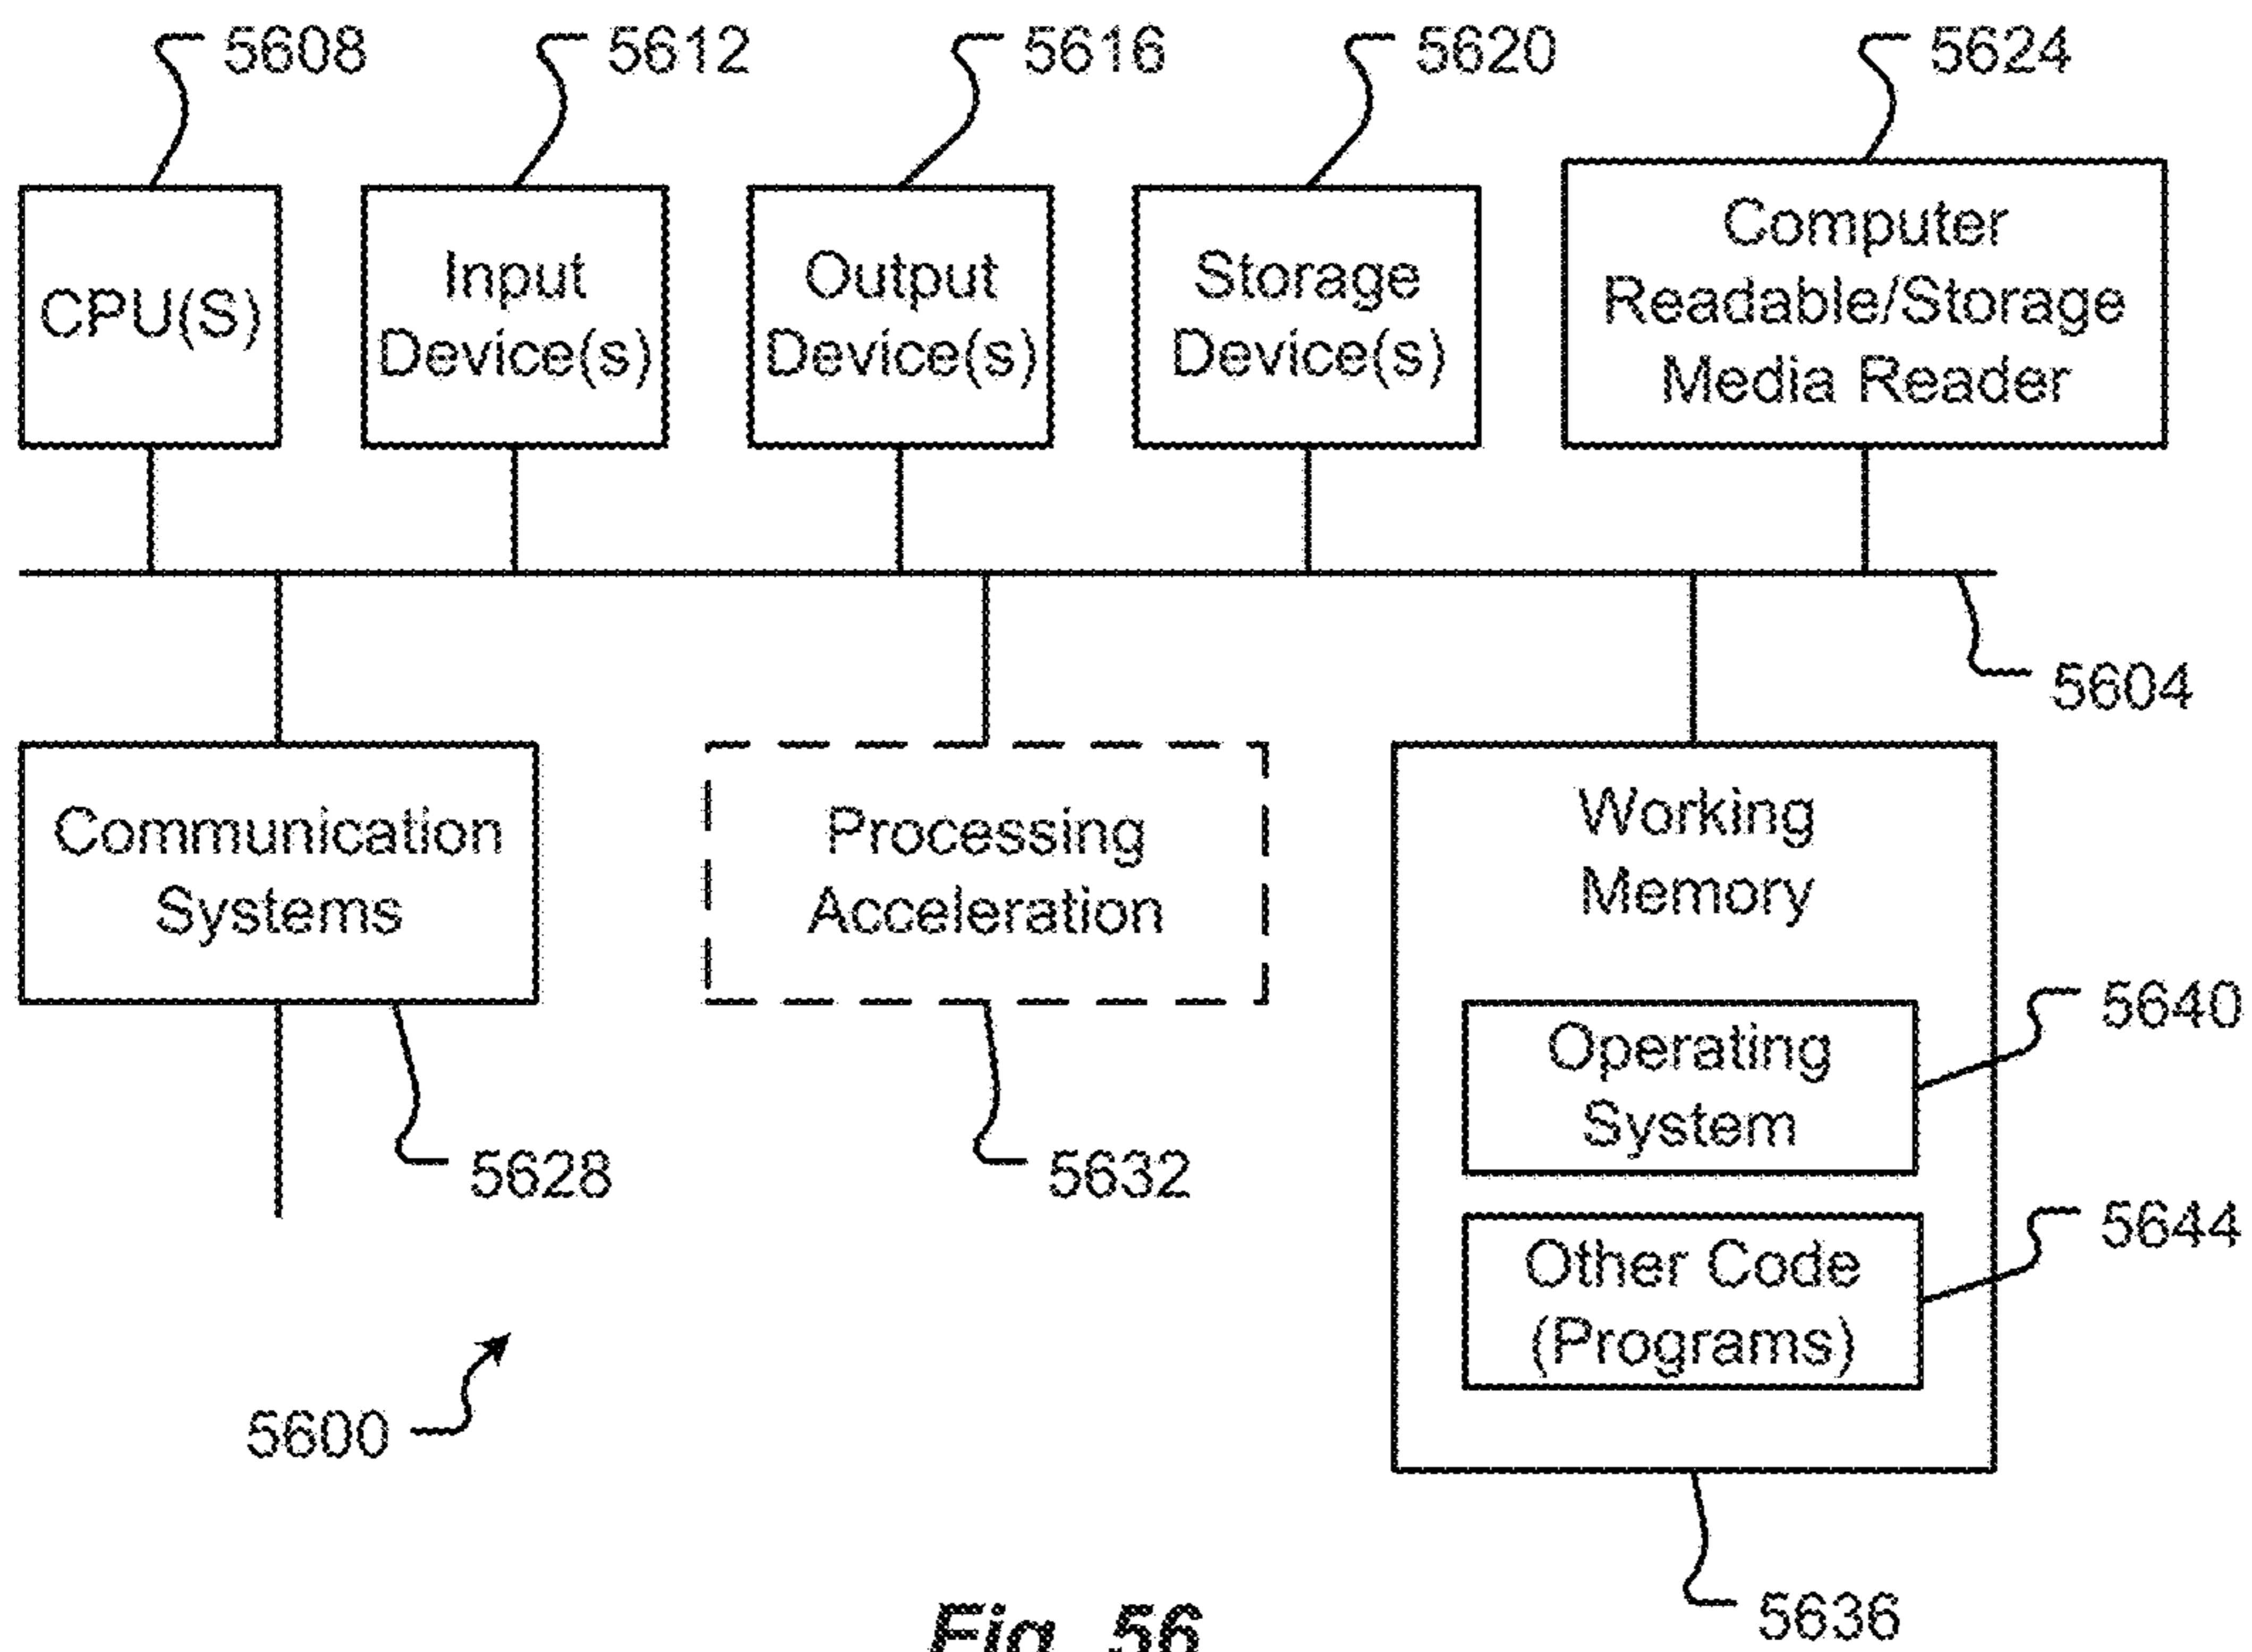 5608
5612
5616
5620
5624
CPU(S)
Input
Device(s)
Output
Device(s)
Storage
Device(s)
Computer
Readable/Storage
Media Reader
5604
Communication
Systems
Processing
Acceleration
Working
Memory
Operating
System
5640
5628
5632
Other Code
(Programs)
5644
5600
5636
Fig. 56